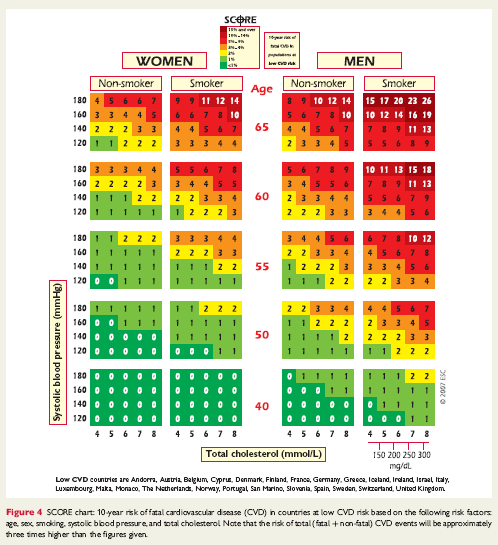 SCORE
15% and over
10%–14%
5%–9%
3%–4%
2%
1%
<1%
10-year risk of
fatal CVD in
populations at
low CVD risk
WOMEN MEN
Non-smoker Smoker Age Non-smoker Smoker
180 4 5 6 6 7 9 9 11 12 14 8 9 10 12 14 15 17 20 23 26
160 3 3 4 4 5 6 6 7 8 10 5 6 7 8 10 10 12 14 16 19
140 2 2 2 3 3 4 4 5 6 7 65 4 4 5 6 7 7 8 9 11 13
120 1 1 2 2 2 3 3 3 4 4 2 3 3 4 5 5 5 6 8 9
180 3 3 3 4 4 5 5 6 7 8 5 6 7 8 9 10 11 13 15 18
160 2 2 2 2 3 3 4 4 5 5 3 4 5 5 6 7 8 9 11 13
140 1 1 1 2 2 2 2 3 3 4 60 2 3 3 4 4 5 5 6 7 9
120 1 1 1 1 1 1 2 2 2 3 2 2 2 3 3 3 4 4 5 6
180 1 1 2 2 2 3 3 3 4 4 3 4 4 5 6 6 7 8 10 12
160 1 1 1 1 1 2 2 2 3 3 2 2 3 3 4 4 5 6 7 8
140 1 1 1 1 1 1 1 1 2 2 55 1 2 2 2 3 3 3 4 5 6
120 0 0 1 1 1 1 1 1 1 1 1 1 1 2 2 2 2 3 3 4
180 1 1 1 1 1 1 1 2 2 2 2 2 3 3 4 4 4 5 6 7
160 0 0 1 1 1 1 1 1 1 1 1 1 2 2 2 2 3 3 4 5
140 0 0 0 0 0 1 1 1 1 1 50 1 1 1 1 2 2 2 2 3 3
120 0 0 0 0 0 0 0 0 1 1 1 1 1 1 1 1 1 2 2 2
180 0 0 0 0 0 0 0 0 0 0 0 1 1 1 1 1 1 1 2 2
160 0 0 0 0 0 0 0 0 0 0 0 0 0 1 1 1 1 1 1 1
140 0 0 0 0 0 0 0 0 0 0 40 0 0 0 0 0 0 1 1 1 1
120 0 0 0 0 0 0 0 0 0 0 0 0 0 0 0 0 0 0 1 1
4 5 6 7 8 4 5 6 7 8 4 5 6 7 8 4 5 6 7 8
Systolic blood pressure (mmHg)
Total cholesterol (mmol/L)
150 200 250 300
mg/dL
© 2007 ESC
Low CVD countries are Andorra, Austria, Belgium, Cyprus, Denmark, Finland, France, Germany, Greece, Iceland, Ireland, Israel, Italy,
Luxembourg, Malta, Monaco, The Netherlands, Norway, Portugal, San Marino, Slovenia, Spain, Sweden, Switzerland, United Kingdom.
Figure 4 SCORE chart: 10-year risk of fatal cardiovascular disease (CVD) in countries at low CVD risk based on the following risk factors:
age, sex, smoking, systolic blood pressure, and total cholesterol. Note that the risk of total (fatal + non-fatal) CVD events will be approximately
three times higher than the figures given.